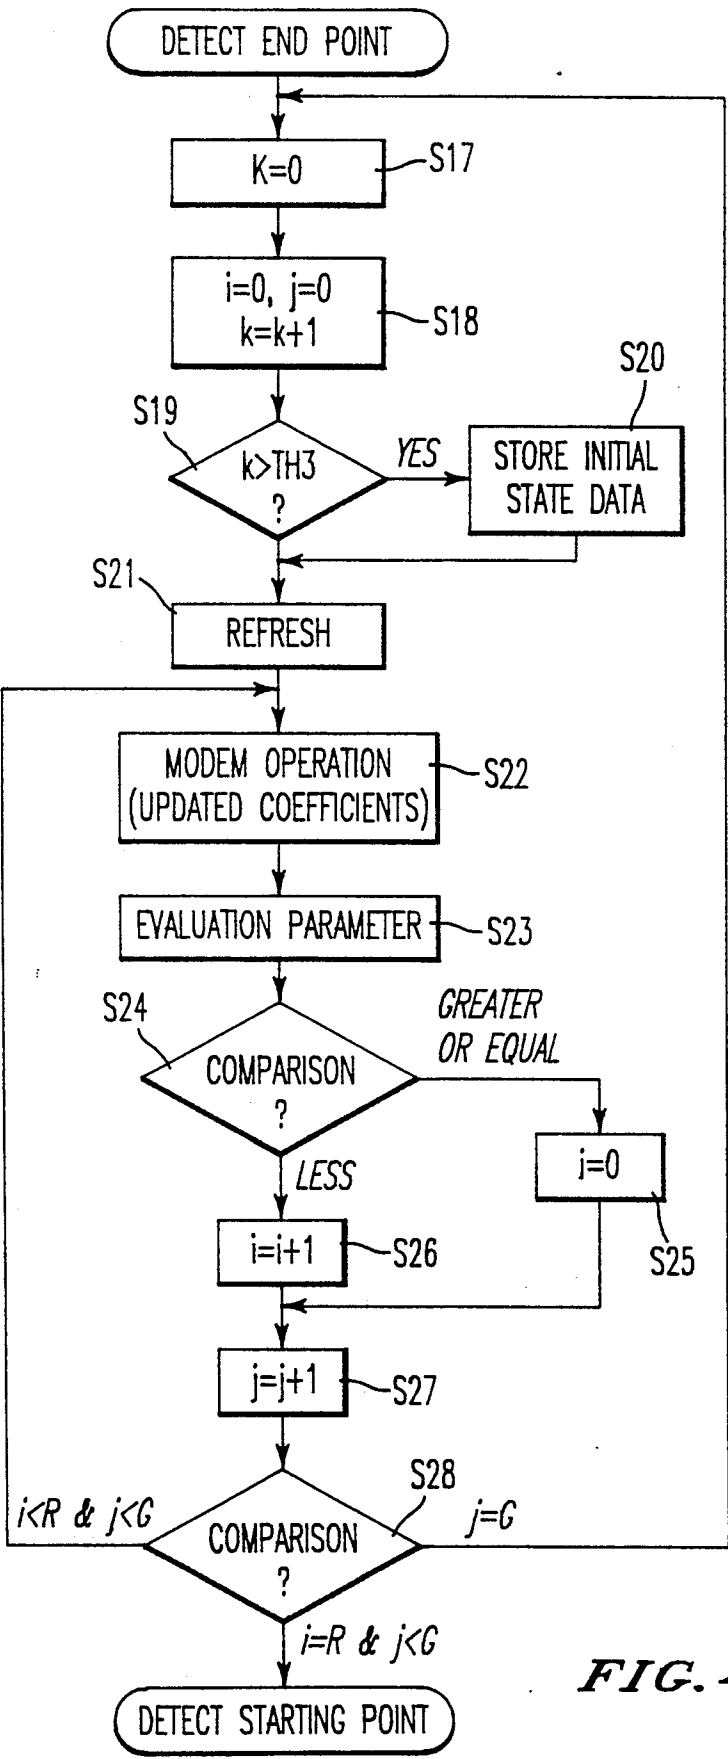 DETECT END POINT
K=0
S17
i=0, j=0
k=k+1
S18
S19
k>TH3
?
YES
S20
STORE INITIAL
STATE DATA
S21
REFRESH
MODEM OPERATION
(UPDATED COEFFICIENTS)
S22
EVALUATION PARAMETER
S23
S24
COMPARISON
?
GREATER
OR EQUAL
LESS
i=0
S25
i=i+1
S26
j=j+1
S27
S28
COMPARISON
?
i<R & j<G
j=G
i=R & j<G
DETECT STARTING POINT
FIG.